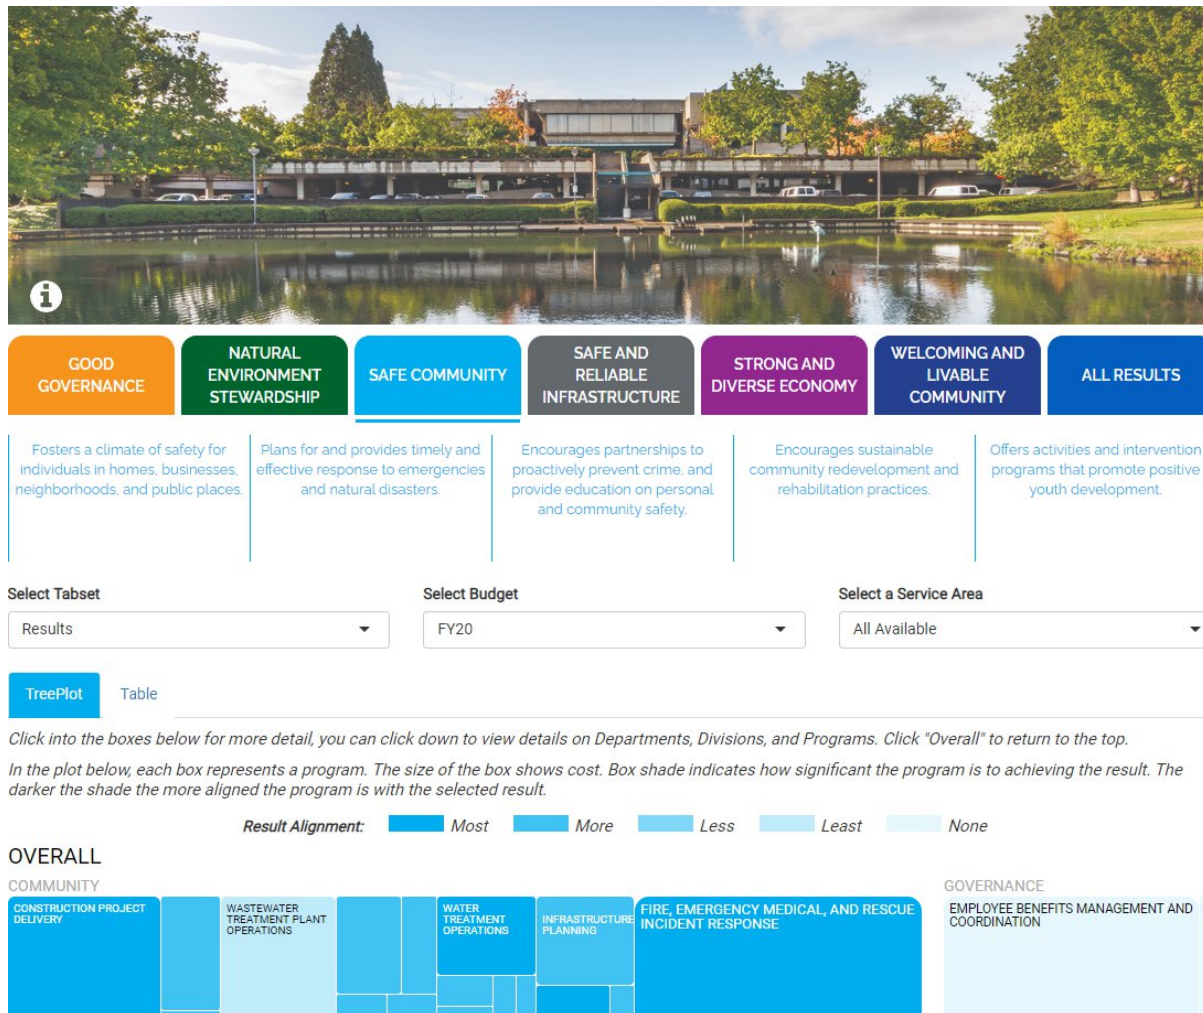 GOOD
GOVERNANCE
NATURAL
ENVIRONMENT
STEWARDSHIP
SAFE COMMUNITY
SAFE AND
RELIABLE
INFRASTRUCTURE
STRONG AND
DIVERSE ECONOMY
WELCOMING AND
LIVABLE
COMMUNITY
ALL RESULTS
Fosters a climate of safety for
individuals in homes, businesses,
neighborhoods, and public places.
Plans for and provides timely and
effective response to emergencies
and natural disasters.
Encourages partnerships to
proactively prevent crime, and
provide education on personal
and community safety.
Encourages sustainable
community redevelopment and
rehabilitation practices.
Offers activities and intervention
programs that promote positive
youth development.
Select Tabset
Select Budget
Select a Service Area
Results
FY20
All Available
TreePlot
Table
Click into the boxes below for more detail, you can click down to view details on Departments, Divisions, and Programs. Click "Overall" to return to the top.
In the plot below, each box represents a program. The size of the box shows cost. Box shade indicates how significant the program is to achieving the result. The
darker the shade the more aligned the program is with the selected result.
Result Alignment: Most More Less Least None
OVERALL
COMMUNITY
GOVERNANCE
CONSTRUCTION PROJECT
DELIVERY
WASTEWATER
TREATMENT PLANT
OPERATIONS
WATER
TREATMENT
OPERATIONS
INFRASTRUCTURE
PLANNING
FIRE, EMERGENCY MEDICAL, AND RESCUE
INCIDENT RESPONSE
EMPLOYEE BENEFITS MANAGEMENT AND
COORDINATION